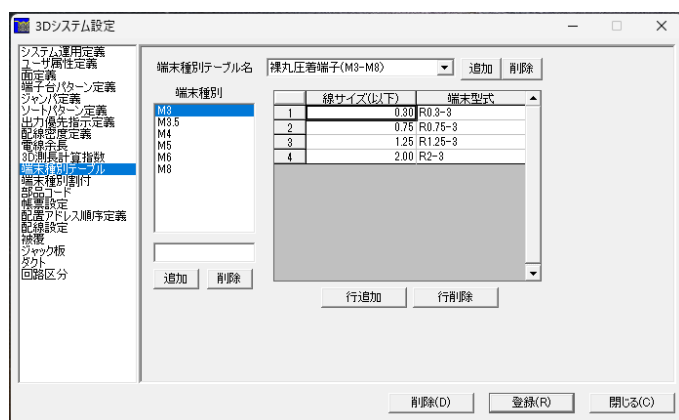 3Dシステム設定
システム運用定義
ユーザ属性定義
面定義
端子台パターン定義
ジャンパ定義
ソートパターン定義
出力優先指示定義
配線密度定義
電線余長
3D測長計算指数
端末種別テーブル
端末種別割付
部品コード
帳票設定
配置アドレス順序定義
配線設定
被覆
ジャック板
ダクト
回路区分
端末種別テーブル名 裸丸圧着端子(M3-M8) 追加 削除
端末種別
M3
M3.5
M4
M5
M6
M8
追加 削除
線サイズ(以下) 端末型式
1 0.30 R0.3-3
2 0.75 R0.75-3
3 1.25 R1.25-3
4 2.00 R2-3
行追加 行削除
削除(D) 登録(R) 閉じる(C)